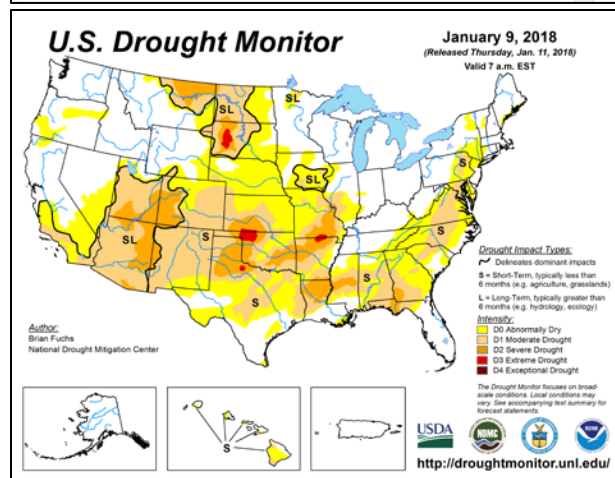 U.S. Drought Monitor
January 9, 2018
(Released Thursday, Jan. 11, 2018)
Valid 7 a.m. EST
SL
SL
SL
SL
S
S
S
S
S
S
Drought Impact Types:
Delineates dominant impacts
S = Short-Term, typically less than
6 months (e.g. agriculture, grasslands)
L = Long-Term, typically greater than
6 months (e.g. hydrology, ecology)
Intensity:
D0 Abnormally Dry
D1 Moderate Drought
D2 Severe Drought
D3 Extreme Drought
D4 Exceptional Drought
Author:
Brian Fuchs
National Drought Mitigation Center
The Drought Monitor focuses on broad-
scale conditions. Local conditions may
vary. See accompanying text summary for
forecast statements.
S
USDA
NDMC
http://droughtmonitor.unl.edu/